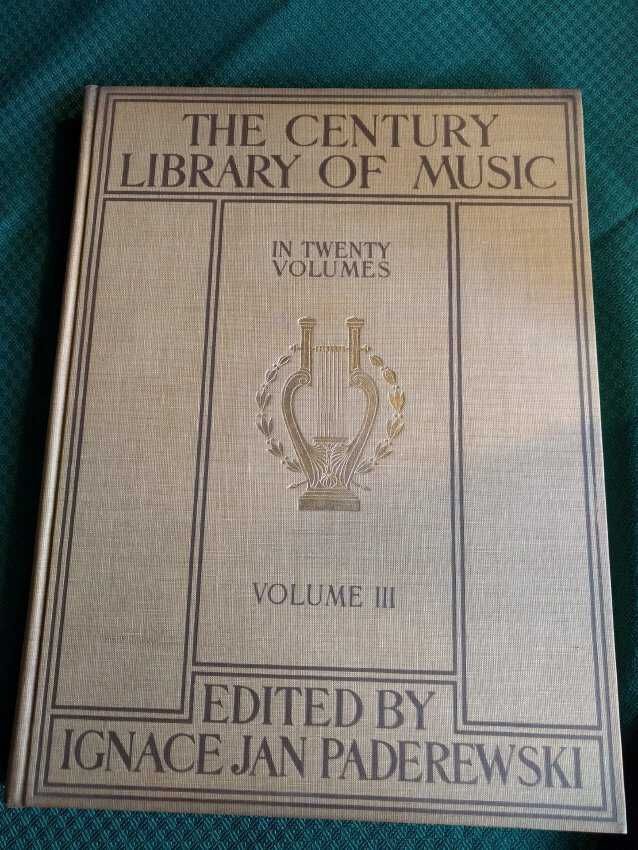 THE CENTURY
LIBRARY OF MUSIC
IN TWENTY
VOLUMES
VOLUME III
EDITED BY
IGNACE JAN PADEREWSKI